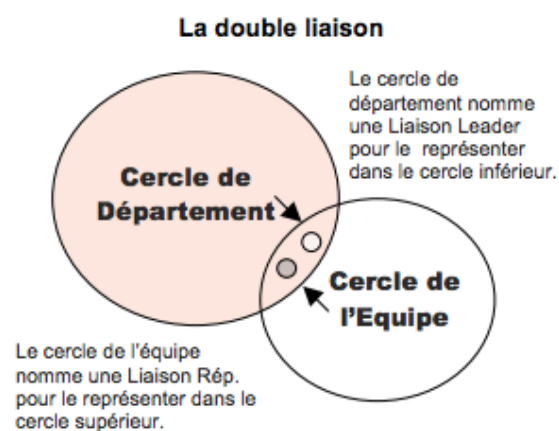 La double liaison
Le cercle de
département nomme
une Liaison Leader
pour le représenter
dans le cercle inférieur.
Cercle de
Département
Cercle de
l'Equipe
Le cercle de l'équipe
nomme une Liaison Rép.
pour le représenter dans le
cercle supérieur.